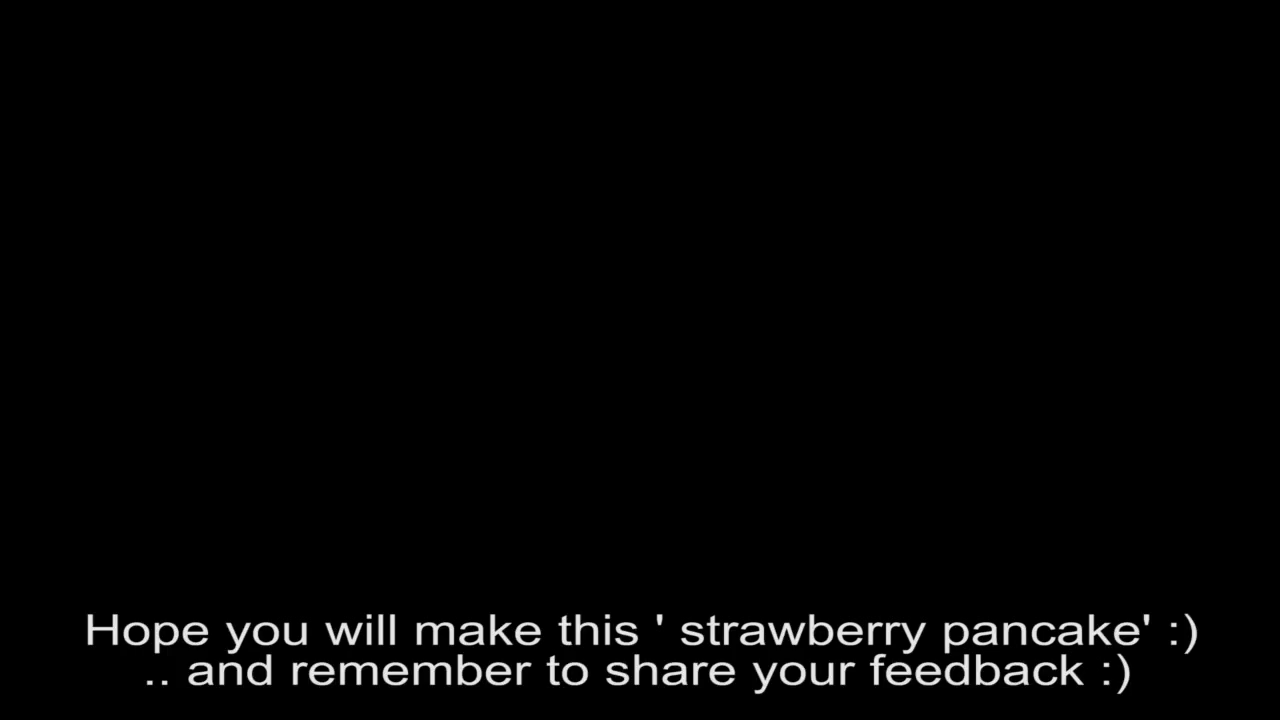 Hope you will make this ' strawberry pancake' :)
.. and remember to share your feedback :)